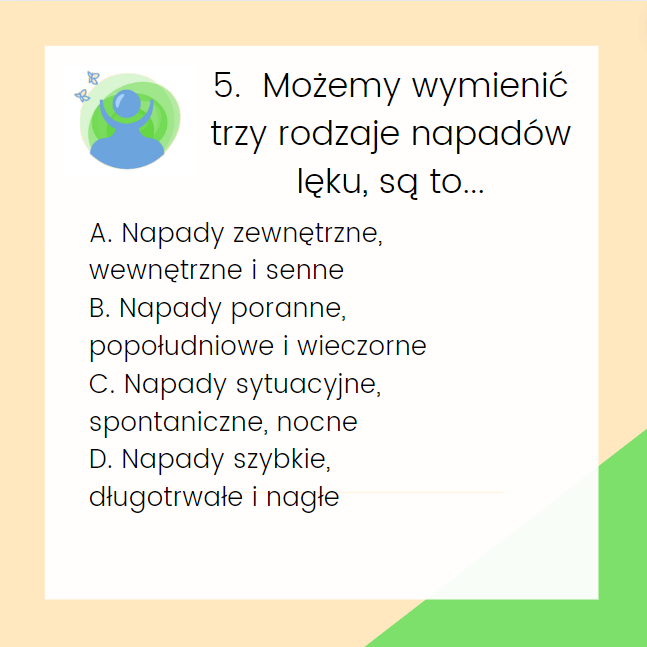 5. Możemy wymienić
trzy rodzaje napadów
lęku, są to...
A. Napady zewnętrzne,
wewnętrzne i senne
B. Napady poranne,
popołudniowe i wieczorne
C. Napady sytuacyjne,
spontaniczne, nocne
D. Napady szybkie,
długotrwałe i nagłe